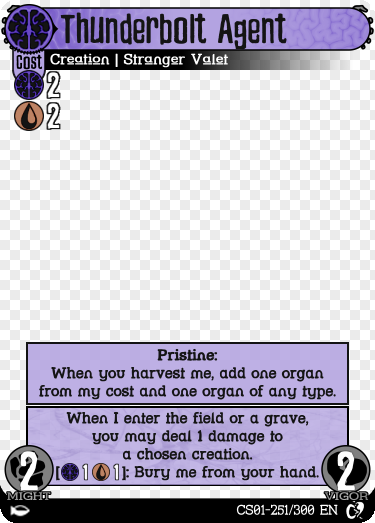 Thunderbolt Agent
Cost
Creation | Stranger Valet
2
2
Pristine:
When you harvest me, add one organ
from my cost and one organ of any type.
When I enter the field or a grave,
you may deal 1 damage to
a chosen creation.
[1 1]: Bury me from your hand.
2
MIGHT
2
VIGOR
CS01-251/300 EN